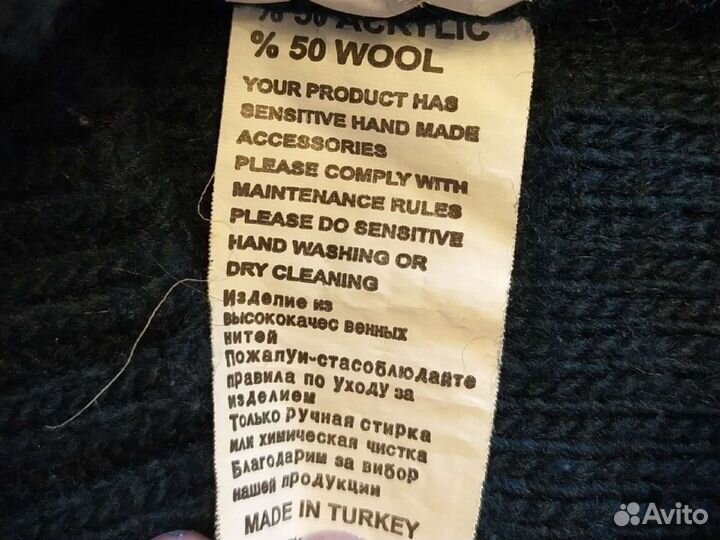 % 50 ACRYLIC
% 50 WOOL
YOUR PRODUCT HAS
SENSITIVE HAND MADE
ACCESSORIES
PLEASE COMPLY WITH
MAINTENANCE RULES
PLEASE DO SENSITIVE
HAND WASHING OR
DRY CLEANING
Изделие из
высококачес венных
нитей
Пожалуи-стасоблюдайте
правила по уходу за
изделием
Только ручная стирка
или химическая чистка
Благодарим за вибор
нашей продукции
MADE IN TURKEY
Avito